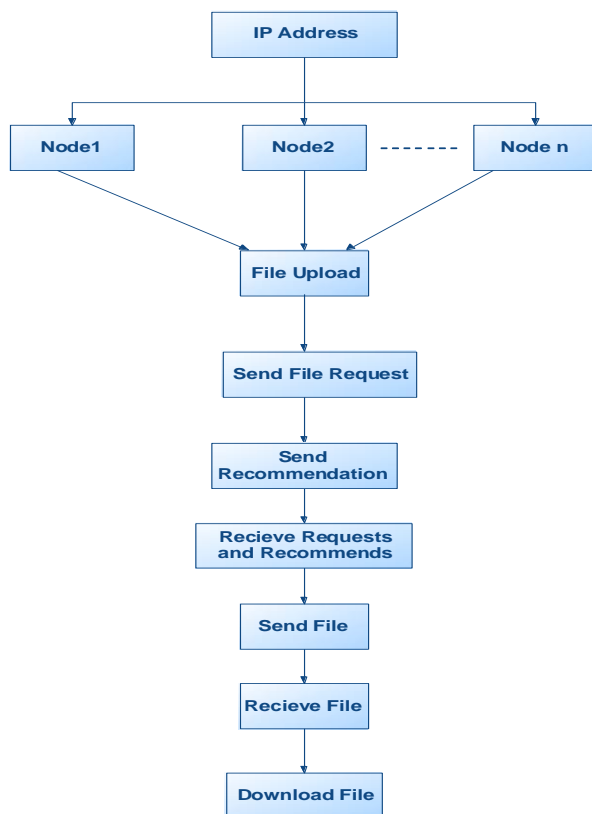 IP Address
Node1
Node2
Node n
File Upload
Send File Request
Send
Recommendation
Recieve Requests
and Recommends
Send File
Recieve File
Download File